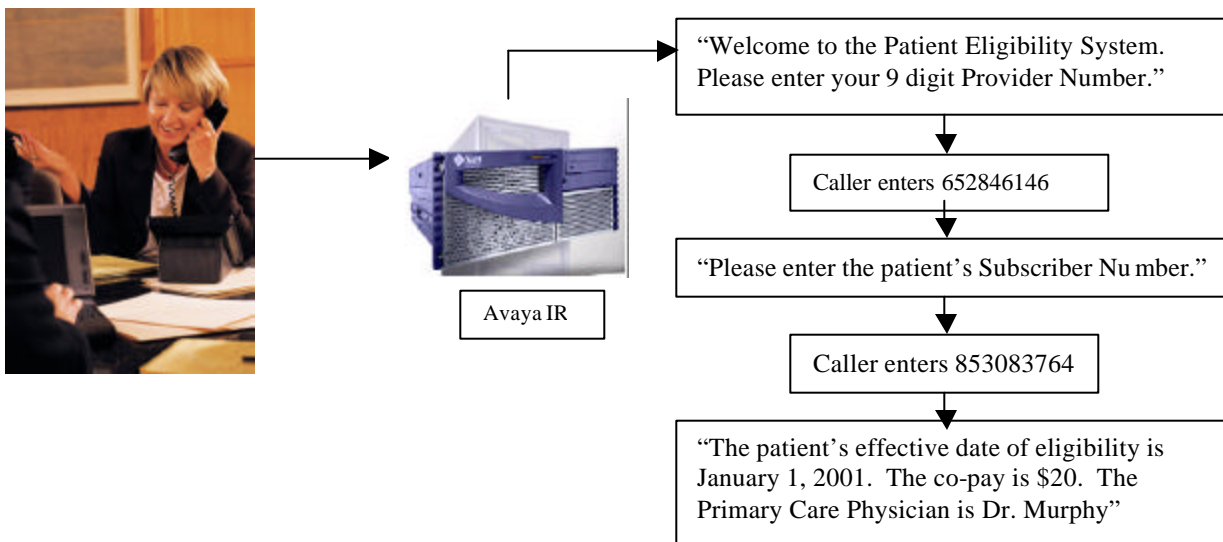 “Welcome to the Patient Eligibility System.
Please enter your 9 digit Provider Number.”
Caller enters 652846146
“Please enter the patient’s Subscriber Number.”
Avaya IR
Caller enters 853083764
“The patient’s effective date of eligibility is
January 1, 2001. The co-pay is $20. The
Primary Care Physician is Dr. Murphy”